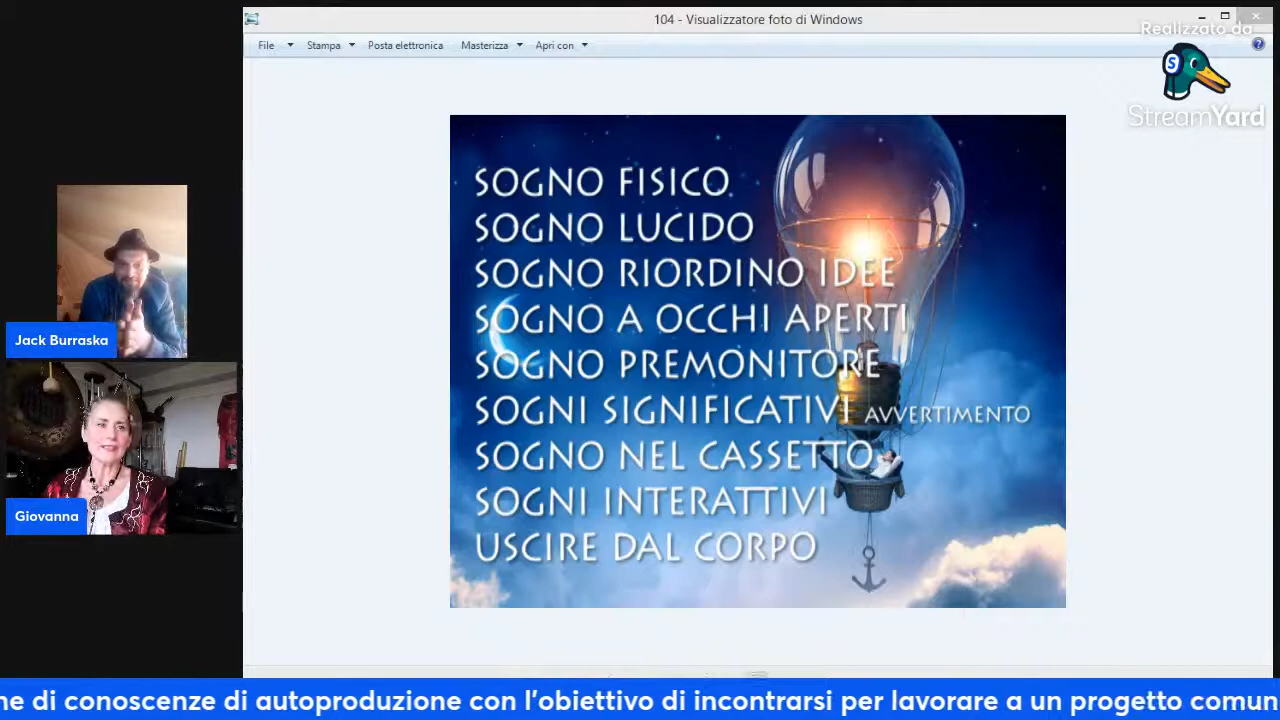 104 - Visualizzatore foto di Windows
Realizzato da
File Stampa Posta elettronica Masterizza Apri con
StreamYard
SOGNO FISICO
SOGNO LUCIDO
SOGNO RIORDINO IDEE
SOGNO A OCCHI APERTI
SOGNO PREMONITORE
SOGNI SIGNIFICATIVI AVVERTIMENTO
SOGNO NEL CASSETTO
SOGNI INTERATTIVI
USCIRE DAL CORPO
Jack Burraska
Giovanna
ne di conoscenze di autoproduzione con l'obiettivo di incontrarsi per lavorare a un progetto comun